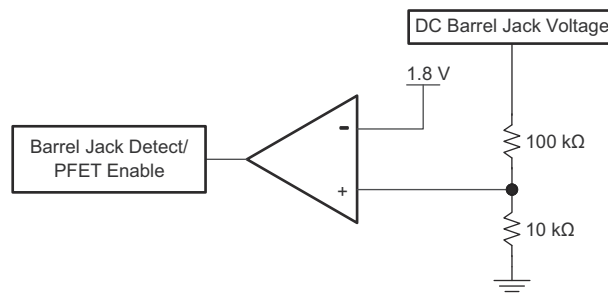 DC Barrel Jack Voltage
1.8 V
-
Barrel Jack Detect/
PFET Enable
100 kΩ
+
10 kΩ